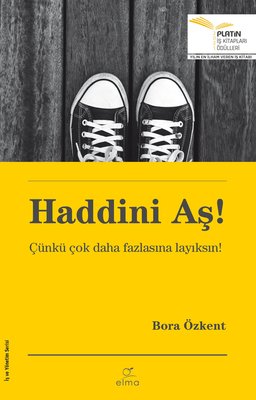 PLATİN
İŞ KİTAPLARI
ÖDÜLLERİ
YILIN EN İLHAM VEREN İŞ KİTABI
Haddini Aş!
Çünkü çok daha fazlasına layıksın!
Bora Özkent
İş ve Yönetim Serisi
elma